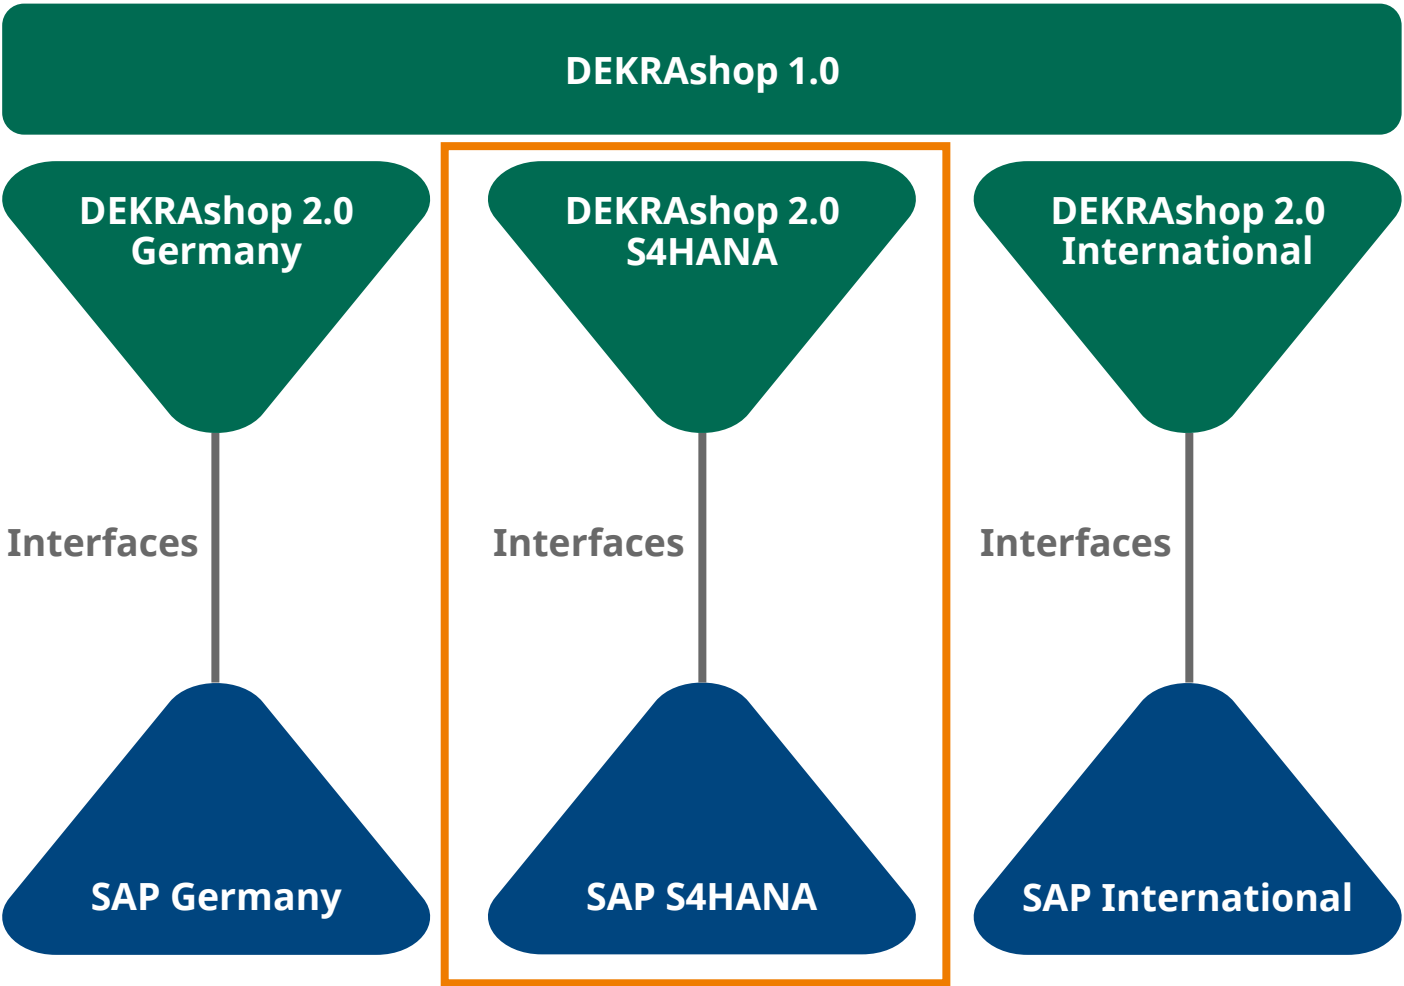 DEKRAshop 1.0
DEKRAshop 2.0
Germany
DEKRAshop 2.0
S4HANA
DEKRAshop 2.0
International
Interfaces
Interfaces
Interfaces
SAP Germany
SAP S4HANA
SAP International